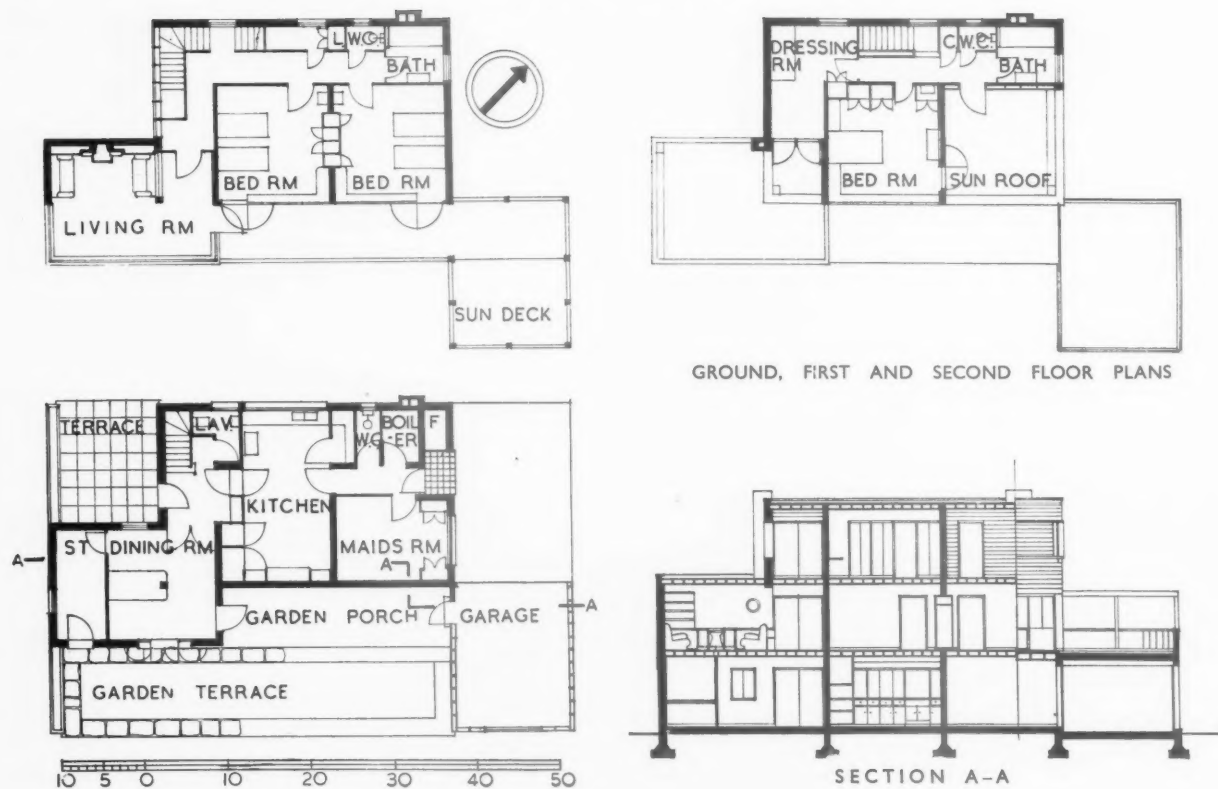 L. W.C.
BATH
BED RM
BED RM
LIVING RM
SUN DECK
DRESSING
RM
C. W.C.
BATH
BED RM
SUN ROOF
GROUND, FIRST AND SECOND FLOOR PLANS
TERRACE
LAV.
W.C.
BOIL
-ER
F
KITCHEN
ST
DINING RM
MAIDS RM
A
A
GARDEN PORCH
GARAGE
A
GARDEN TERRACE
10 5 0 10 20 30 40 50
SECTION A-A